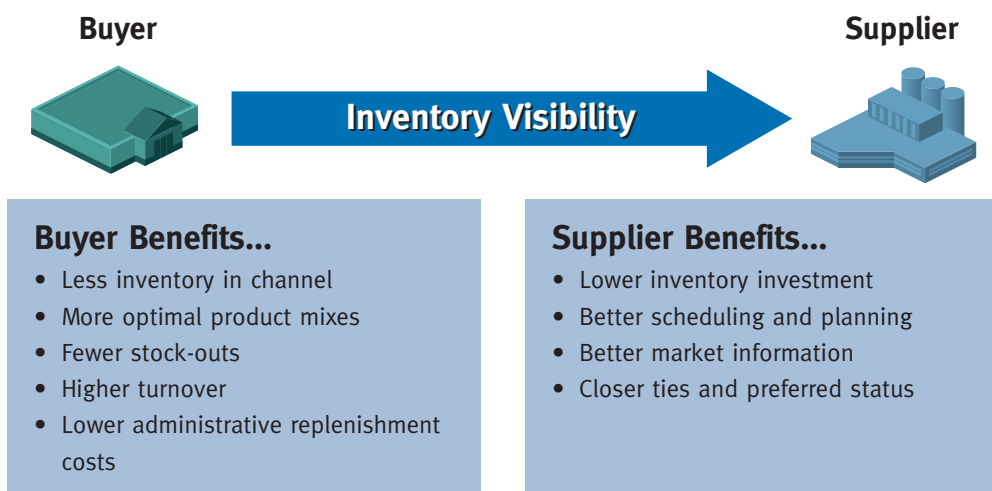 Buyer
Supplier
Inventory Visibility
Buyer Benefits...
• Less inventory in channel
• More optimal product mixes
• Fewer stock-outs
• Higher turnover
• Lower administrative replenishment
costs
Supplier Benefits...
• Lower inventory investment
• Better scheduling and planning
• Better market information
• Closer ties and preferred status